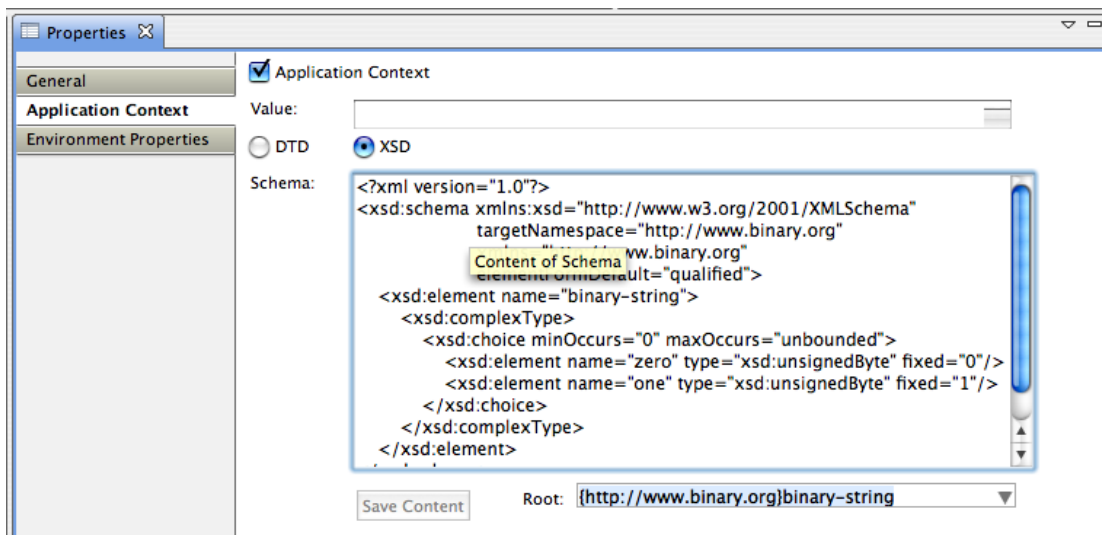 Properties
General
Application Context
Environment Properties
Application Context
Value:
DTD XSD
Schema:
<?xml version="1.0"?>
<xsd:schema xmlns:xsd="http://www.w3.org/2001/XMLSchema"
targetNamespace="http://www.binary.org"
ww.binary.org"
Content of Schema
elementFormDefault="qualified">
<xsd:element name="binary-string">
<xsd:complexType>
<xsd:choice minOccurs="0" maxOccurs="unbounded">
<xsd:element name="zero" type="xsd:unsignedByte" fixed="0"/>
<xsd:element name="one" type="xsd:unsignedByte" fixed="1"/>
</xsd:choice>
</xsd:complexType>
</xsd:element>
Save Content
Root: {http://www.binary.org}binary-string